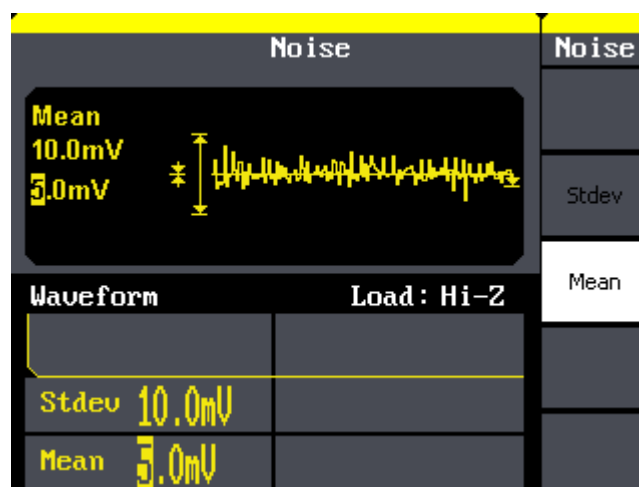 Noise
Noise
Mean
10.0mV
5.0mV
Stdev
Mean
Waveform Load: Hi-Z
Stdev 10.0mV
Mean 5.0mV